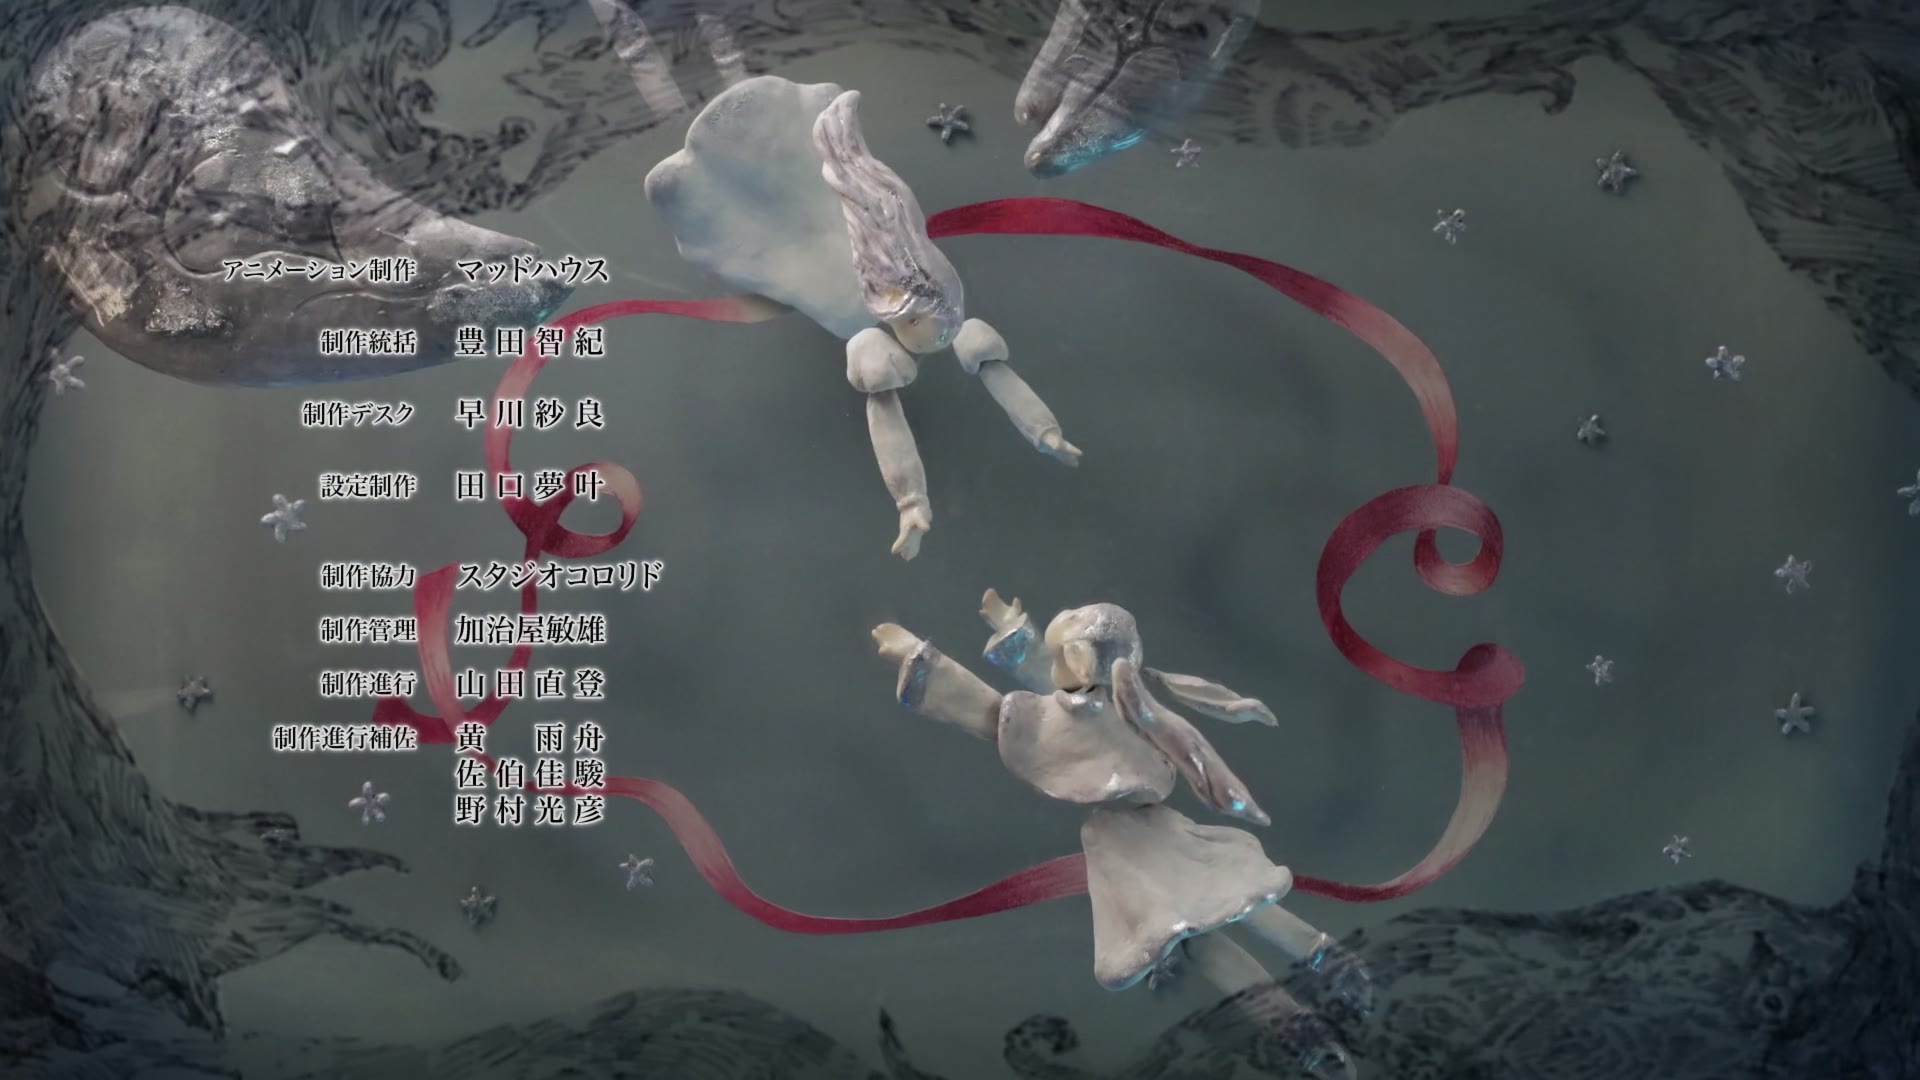 アニメーション制作 マッドハウス
制作統括 豊田智紀
制作デスク 早川紗良
設定制作 田口夢叶
制作協力 スタジオコロリド
制作管理 加治屋敏雄
制作進行 山田直登
制作進行補佐 黄 雨舟
佐伯佳駿
野村光彦